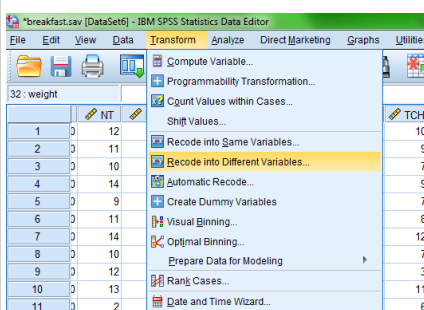 *breakfast.sav [DataSet6] - IBM SPSS Statistics Data Editor
File Edit View Data Transform Analyze Direct Marketing Graphs Utilities
32 : weight
Compute Variable...
Programmability Transformation...
Count Values within Cases...
Shift Values...
Recode into Same Variables...
Recode into Different Variables...
Automatic Recode...
Create Dummy Variables
Visual Binning...
Optimal Binning...
Prepare Data for Modeling
Rank Cases...
Date and Time Wizard...
NT TCH
1 12 10
2 11 9
3 10 7
4 14 9
5 9 7
6 11 8
7 14 12
8 10 7
9 12 3
10 13 11
11 2 6